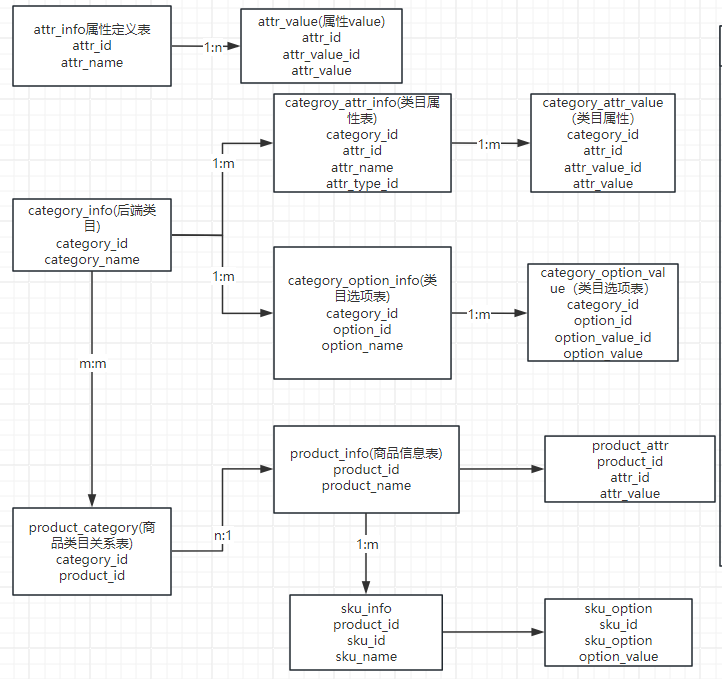 attr_info属性定义表
attr_id
attr_name
1:n
attr_value(属性value)
attr_id
attr_value_id
attr_value
categroy_attr_info(类目属
性表)
category_id
attr_id
attr_name
attr_type_id
1:m
category_attr_value
（类目属性）
category_id
attr_id
attr_value_id
attr_value
1:m
category_info(后端类
目)
category_id
category_name
1:m
category_option_info(类
目选项表)
category_id
option_id
option_name
1:m
category_option_val
ue（类目选项表）
category_id
option_id
option_value_id
option_value
m:m
product_info(商品信息表)
product_id
product_name
product_attr
product_id
attr_id
attr_value
product_category(商
品类目关系表)
category_id
product_id
n:1
1:m
sku_info
product_id
sku_id
sku_name
sku_option
sku_id
sku_option
option_value